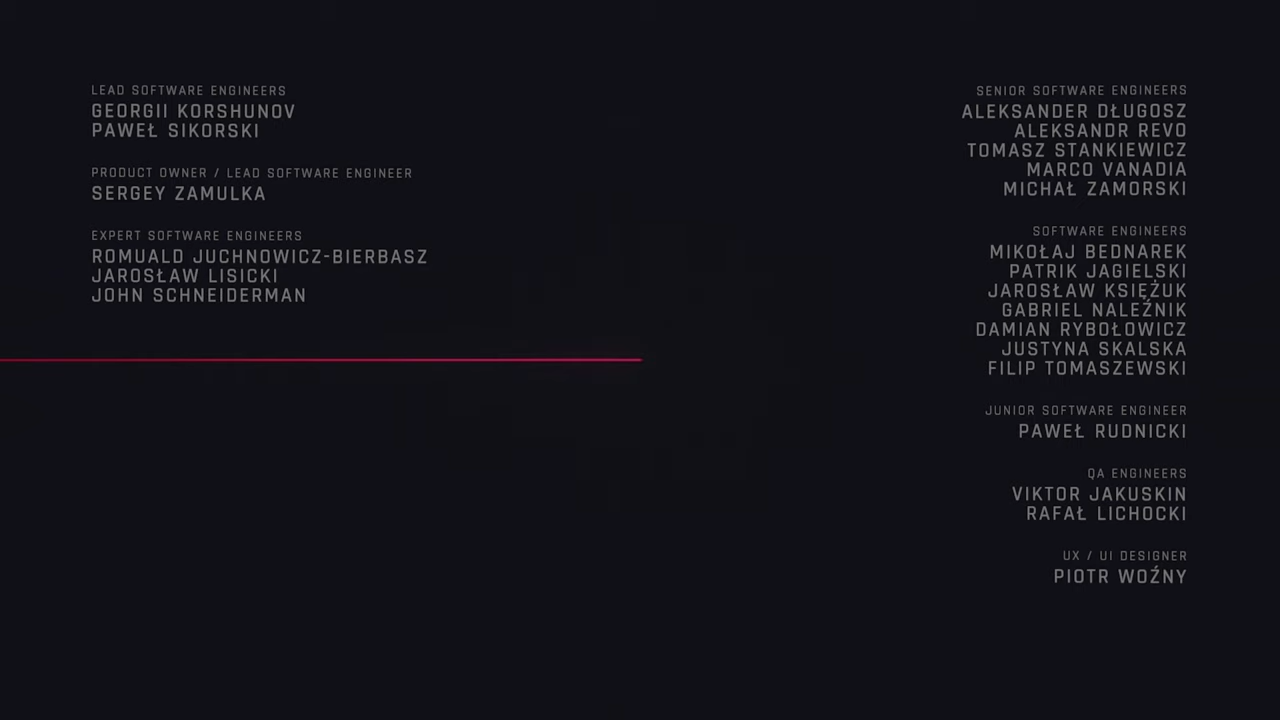 LEAD SOFTWARE ENGINEERS
GEORGII KORSHUNOV
PAWEŁ SIKORSKI
PRODUCT OWNER / LEAD SOFTWARE ENGINEER
SERGEY ZAMULKA
EXPERT SOFTWARE ENGINEERS
ROMUALD JUCHNOWICZ-BIERBASZ
JAROSŁAW LISICKI
JOHN SCHNEIDERMAN
SENIOR SOFTWARE ENGINEERS
ALEKSANDER DŁUGOSZ
ALEKSANDR REVO
TOMASZ STANKIEWICZ
MARCO VANADIA
MICHAŁ ZAMORSKI
SOFTWARE ENGINEERS
MIKOŁAJ BEDNAREK
PATRIK JAGIELSKI
JAROSŁAW KSIĘŻUK
GABRIEL NALEŹNIK
DAMIAN RYBOŁOWICZ
JUSTYNA SKALSKA
FILIP TOMASZEWSKI
JUNIOR SOFTWARE ENGINEER
PAWEŁ RUDNICKI
QA ENGINEERS
VIKTOR JAKUSKIN
RAFAŁ LICHOCKI
UX / UI DESIGNER
PIOTR WOŹNY